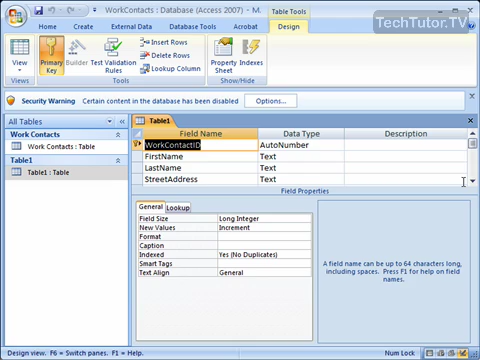 WorkContacts : Database (Access 2007) - M...
Table Tools
TechTutor.TV
Home
Create
External Data
Database Tools
Acrobat
Design
View
Primary
Key
Builder
Test Validation
Rules
Insert Rows
Delete Rows
Lookup Column
Property
Sheet
Indexes
Views
Tools
Show/Hide
Security Warning
Certain content in the database has been disabled
Options...
All Tables
Work Contacts
Work Contacts : Table
Table1
Table1 : Table
Table1
Field Name
Data Type
Description
WorkContactID
AutoNumber
FirstName
Text
LastName
Text
StreetAddress
Text
Field Properties
General
Lookup
Field Size
Long Integer
New Values
Increment
Format
Caption
Indexed
Yes (No Duplicates)
Smart Tags
Text Align
General
A field name can be up to 64 characters long,
including spaces. Press F1 for help on field
names.
Design view. F6 = Switch panes. F1 = Help.
Num Lock